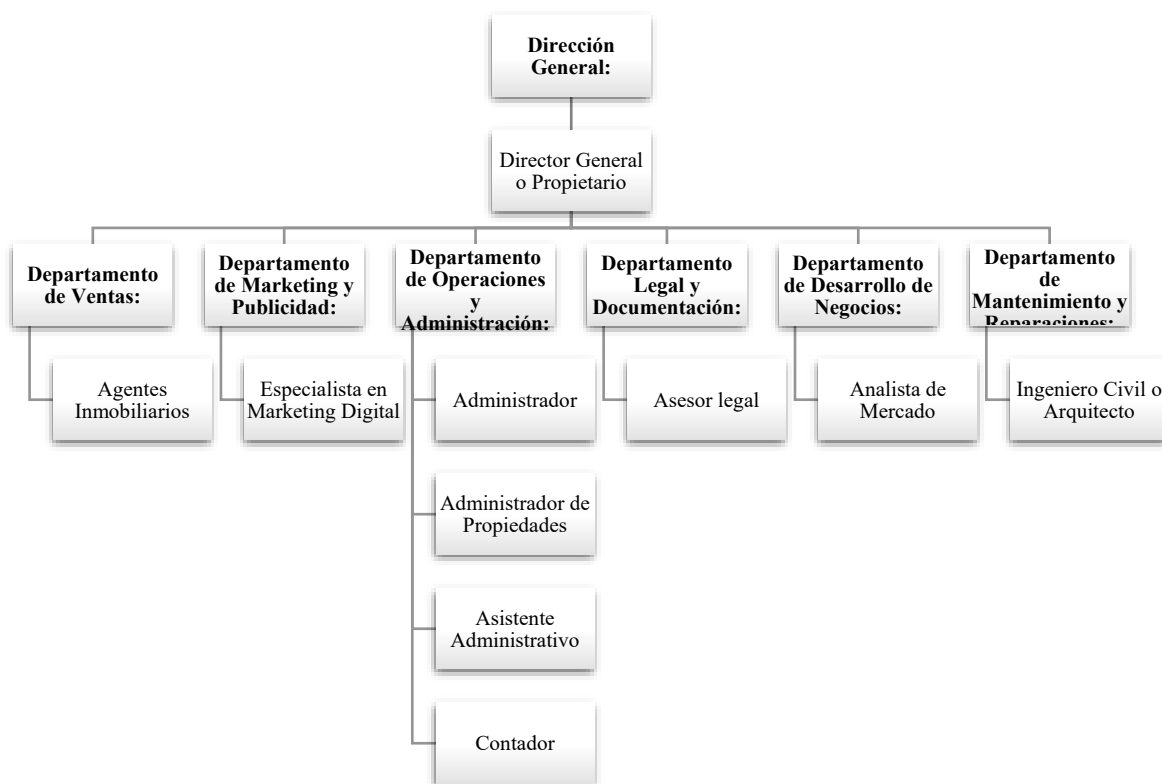 Dirección
General:
Director General
o Propietario
Departamento
de Ventas:
Departamento
de Marketing y
Publicidad:
Departamento
de Operaciones
y
Administración:
Departamento
Legal y
Documentación:
Departamento
de Desarrollo de
Negocios:
Departamento
de
Mantenimiento y
Reparaciones:
Agentes
Inmobiliarios
Especialista en
Marketing Digital
Administrador
Asesor legal
Analista de
Mercado
Ingeniero Civil o
Arquitecto
Administrador de
Propiedades
Asistente
Administrativo
Contador